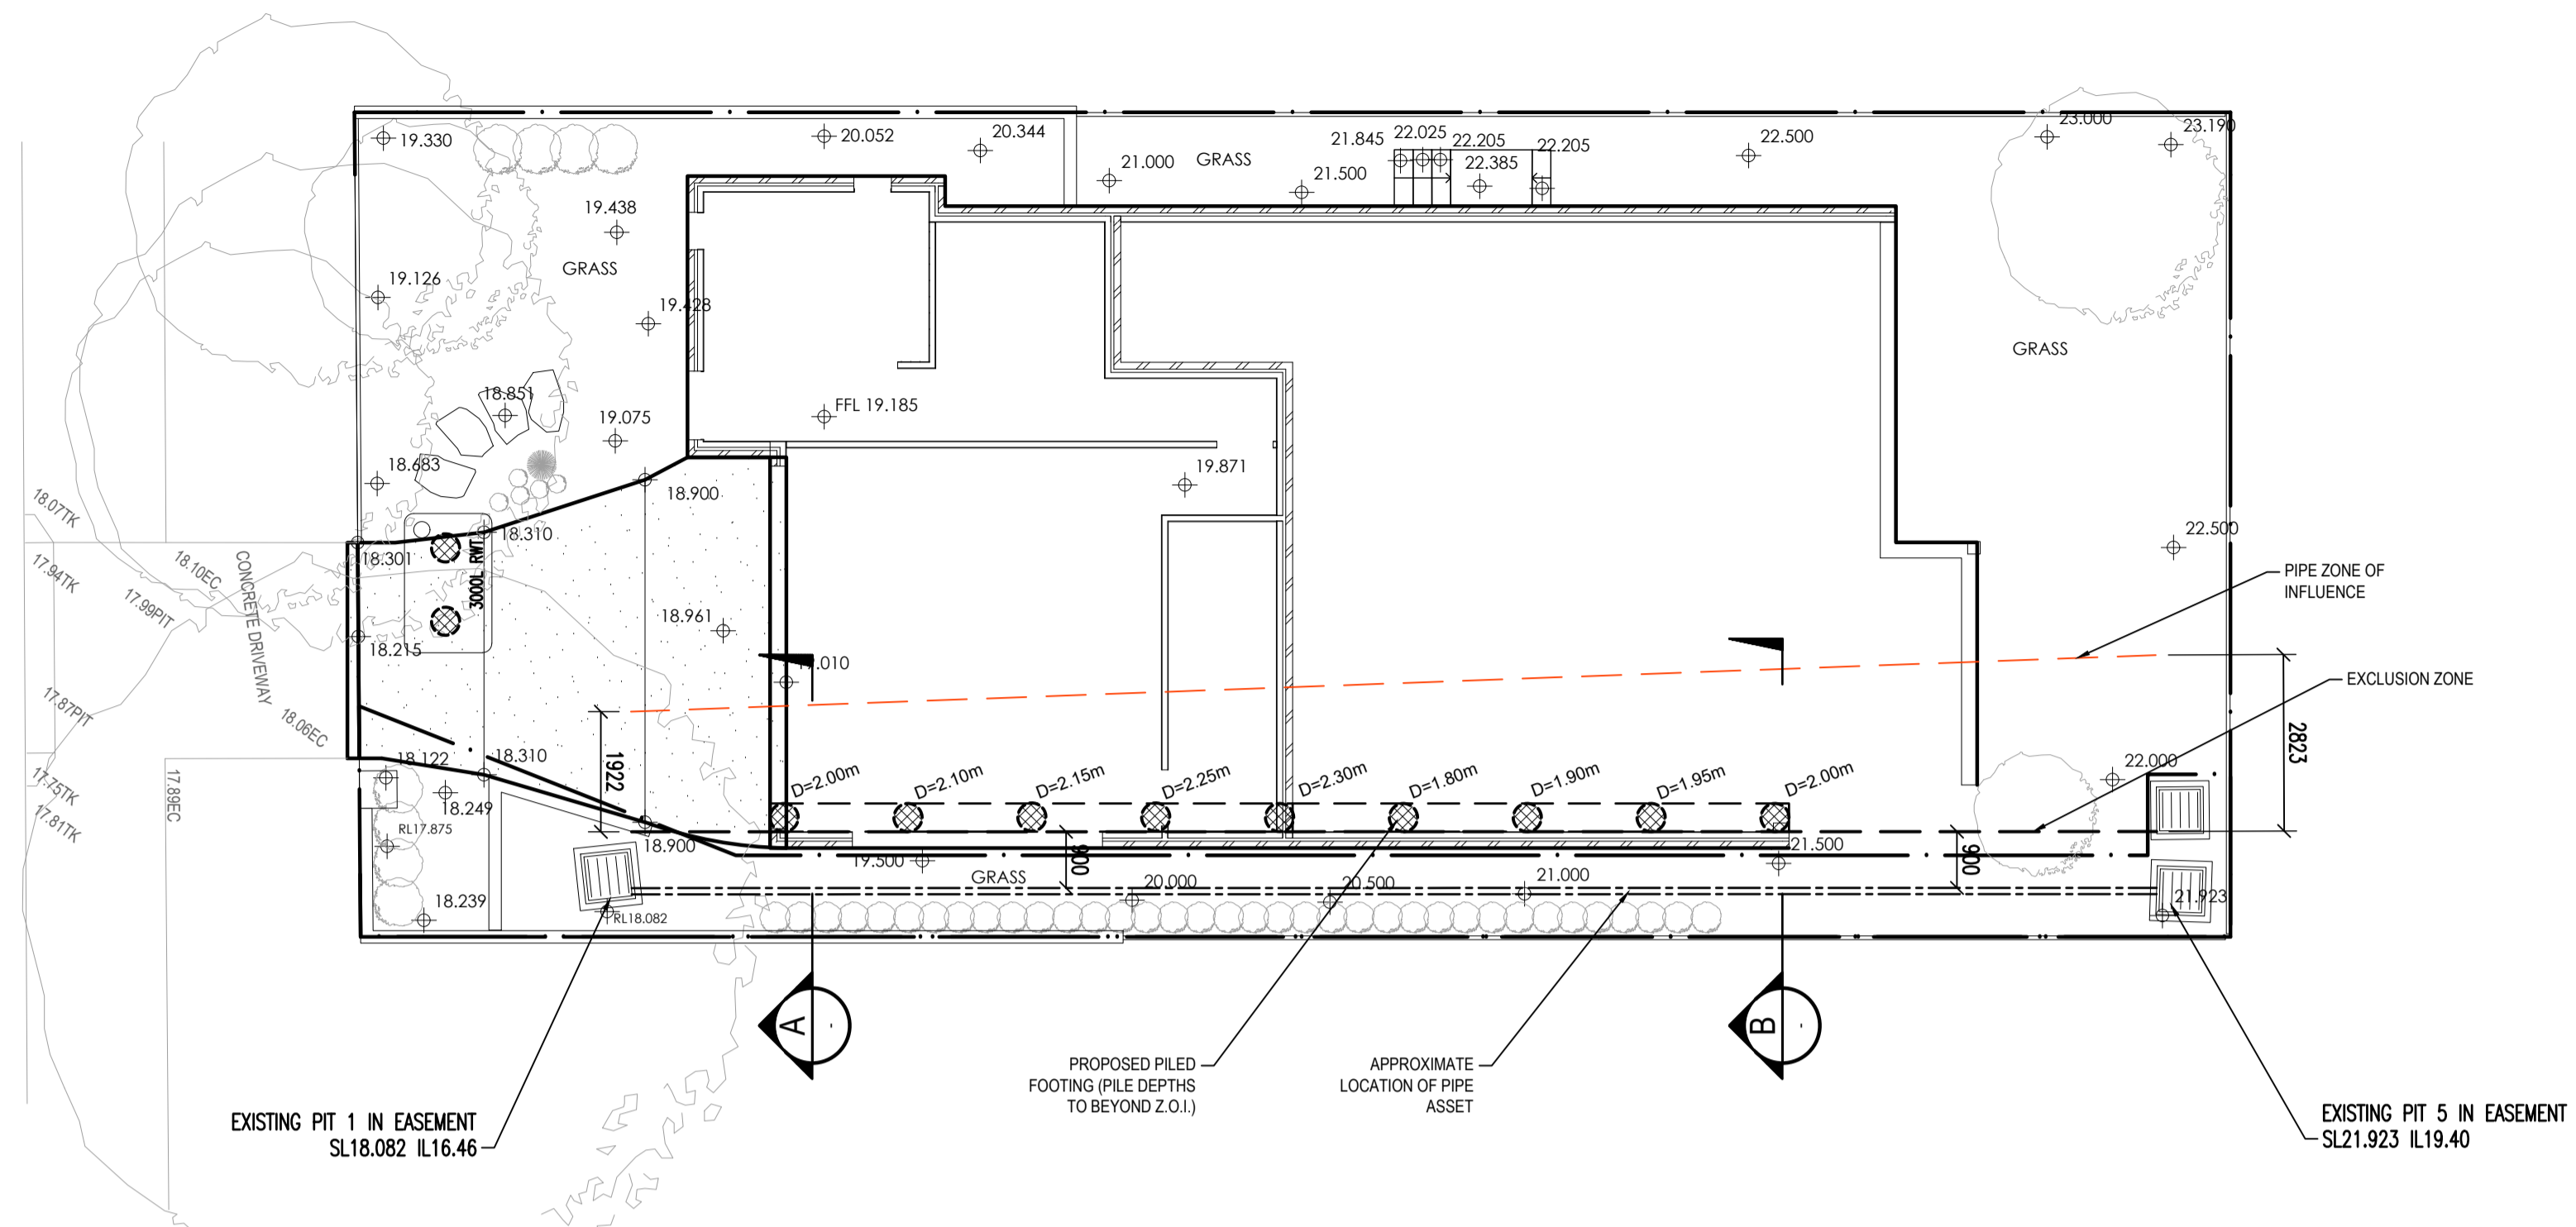 19.330
20.052
20.344
21.000
GRASS
21.845
22.025
22.205
22.385
22.205
21.500
22.500
23.000
23.190
19.438
GRASS
19.126
19.428
GRASS
18.851
FFL 19.185
19.075
18.683
18.900
19.871
18.07TK
17.94TK
18.10EC
17.99PIT
CONCRETE DRIVEWAY
18.301
18.310
3000L RWT
22.500
PIPE ZONE OF
INFLUENCE
18.961
18.215
EXCLUSION ZONE
17.87PIT
18.06EC
17.75TK
17.81TK
17.89EC
18.122
18.310
1922
D=2.00m
D=2.10m
D=2.15m
D=2.25m
D=2.30m
D=1.80m
D=1.90m
D=1.95m
D=2.00m
22.000
2823
18.249
RL17.875
18.900
19.500
900
21.500
900
GRASS
20.000
20.500
21.000
21.923
18.239
RL18.082
A
-
B
-
PROPOSED PILED
FOOTING (PILE DEPTHS
TO BEYOND Z.O.I.)
APPROXIMATE
LOCATION OF PIPE
ASSET
EXISTING PIT 1 IN EASEMENT
SL18.082 IL16.46
EXISTING PIT 5 IN EASEMENT
SL21.923 IL19.40